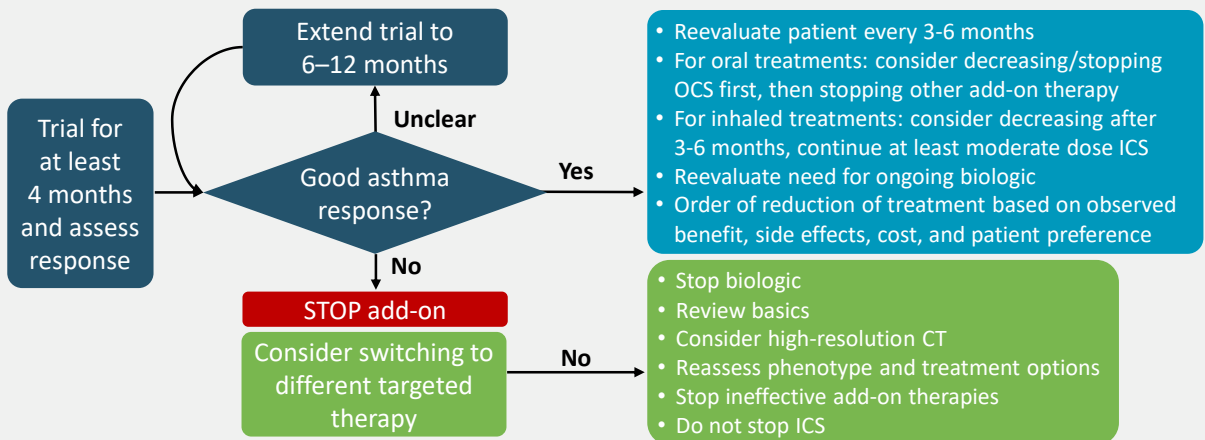 Trial for
at least
4 months
and assess
response
Extend trial to
6–12 months
Unclear
Good asthma
response?
Yes
• Reevaluate patient every 3-6 months
• For oral treatments: consider decreasing/stopping
OCS first, then stopping other add-on therapy
• For inhaled treatments: consider decreasing after
3-6 months, continue at least moderate dose ICS
• Reevaluate need for ongoing biologic
• Order of reduction of treatment based on observed
benefit, side effects, cost, and patient preference
No
STOP add-on
Consider switching to
different targeted
therapy
No
• Stop biologic
• Review basics
• Consider high-resolution CT
• Reassess phenotype and treatment options
• Stop ineffective add-on therapies
• Do not stop ICS